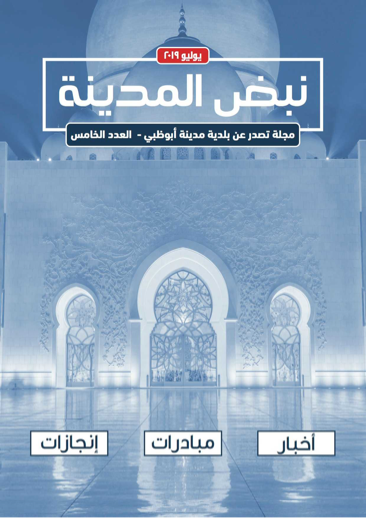 يوليو ٢٠١٩
نبض المدينة
مجلة تصدر عن بلدية مدينة أبوظبي - العدد الخامس
أخبار
مبادرات
إنجازات